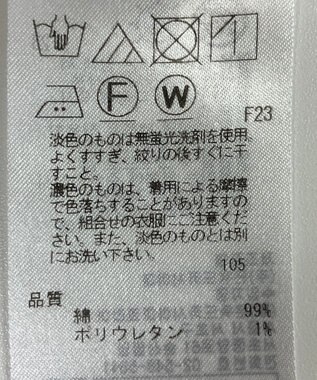 F W
F23
淡色のものは無蛍光洗剤を使用、
よくすすぎ、絞りの後すぐに干
すこと。
濃色のものは、着用による摩擦
で色落ちすることがありますの
で、組合せの衣服にご注意くだ
さい。また、淡色のものとは別
にお洗い下さい。
105
品質
綿 99%
ポリウレタン 1%